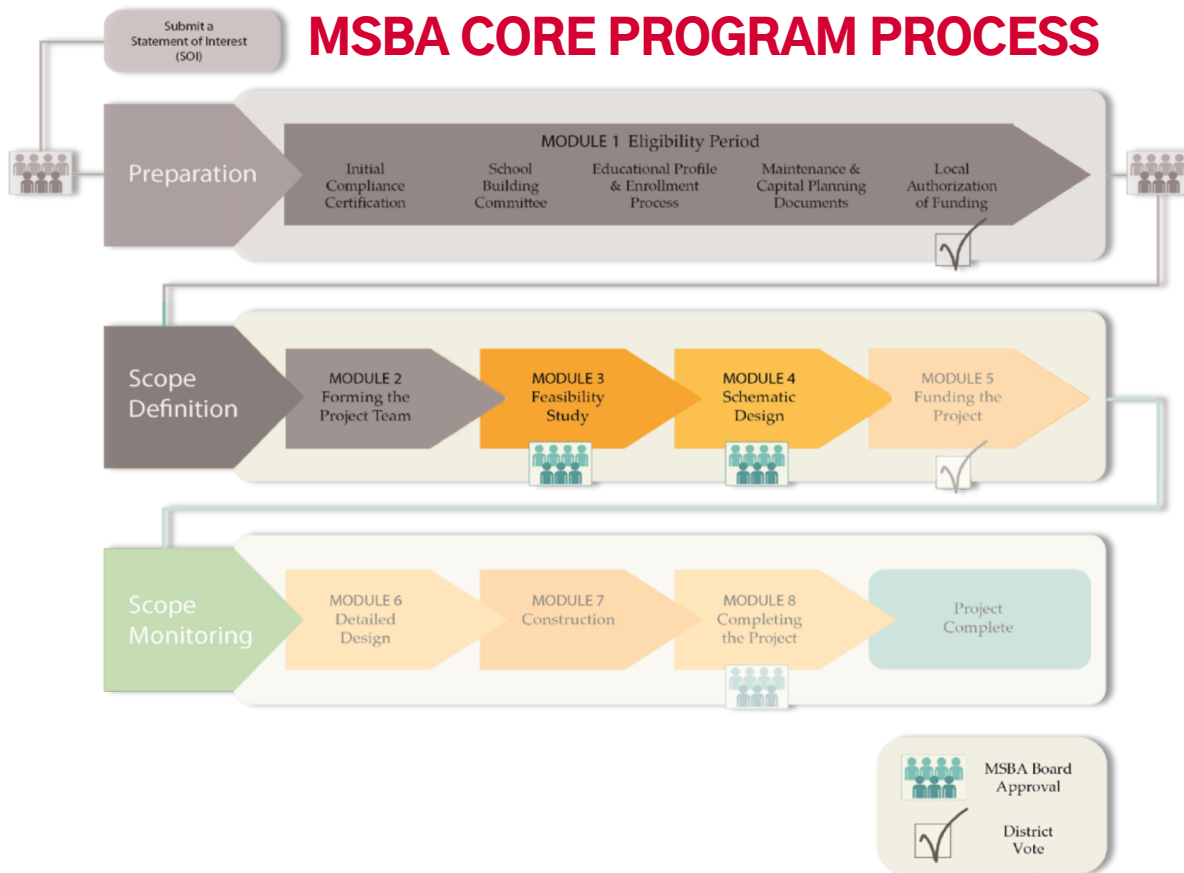 Submit a
Statement of Interest
(SOI)
MSBA CORE PROGRAM PROCESS
Preparation
MODULE 1 Eligibility Period
Initial
Compliance
Certification
School
Building
Committee
Educational Profile
& Enrollment
Process
Maintenance &
Capital Planning
Documents
Local
Authorization
of Funding
Scope
Definition
MODULE 2
Forming the
Project Team
MODULE 3
Feasibility
Study
MODULE 4
Schematic
Design
MODULE 5
Funding the
Project
Scope
Monitoring
MODULE 6
Detailed
Design
MODULE 7
Construction
MODULE 8
Completing
the Project
Project
Complete
MSBA Board
Approval
District
Vote